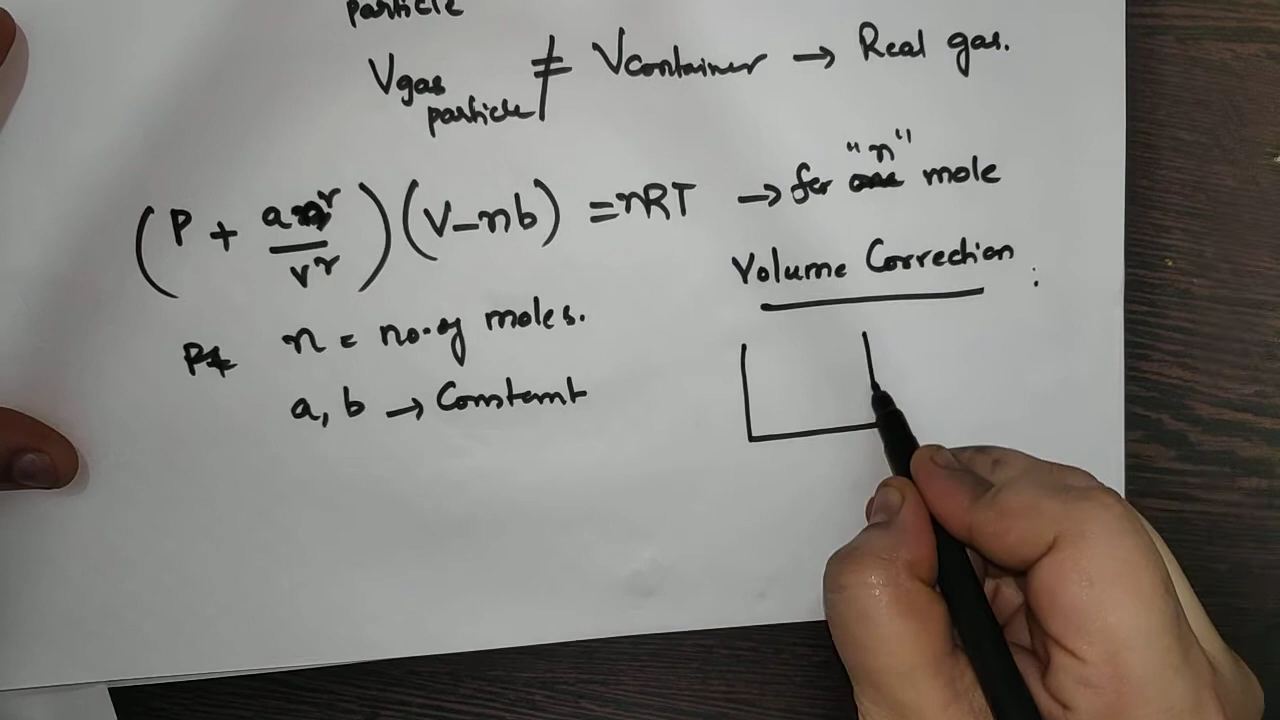 particle
Vgas particle ≠ Vcontainer → Real gas.
(P + an²/v²) (V-nb) = nRT → for "n" mole
Volume Correction :
n = no. of moles.
a, b → Constant